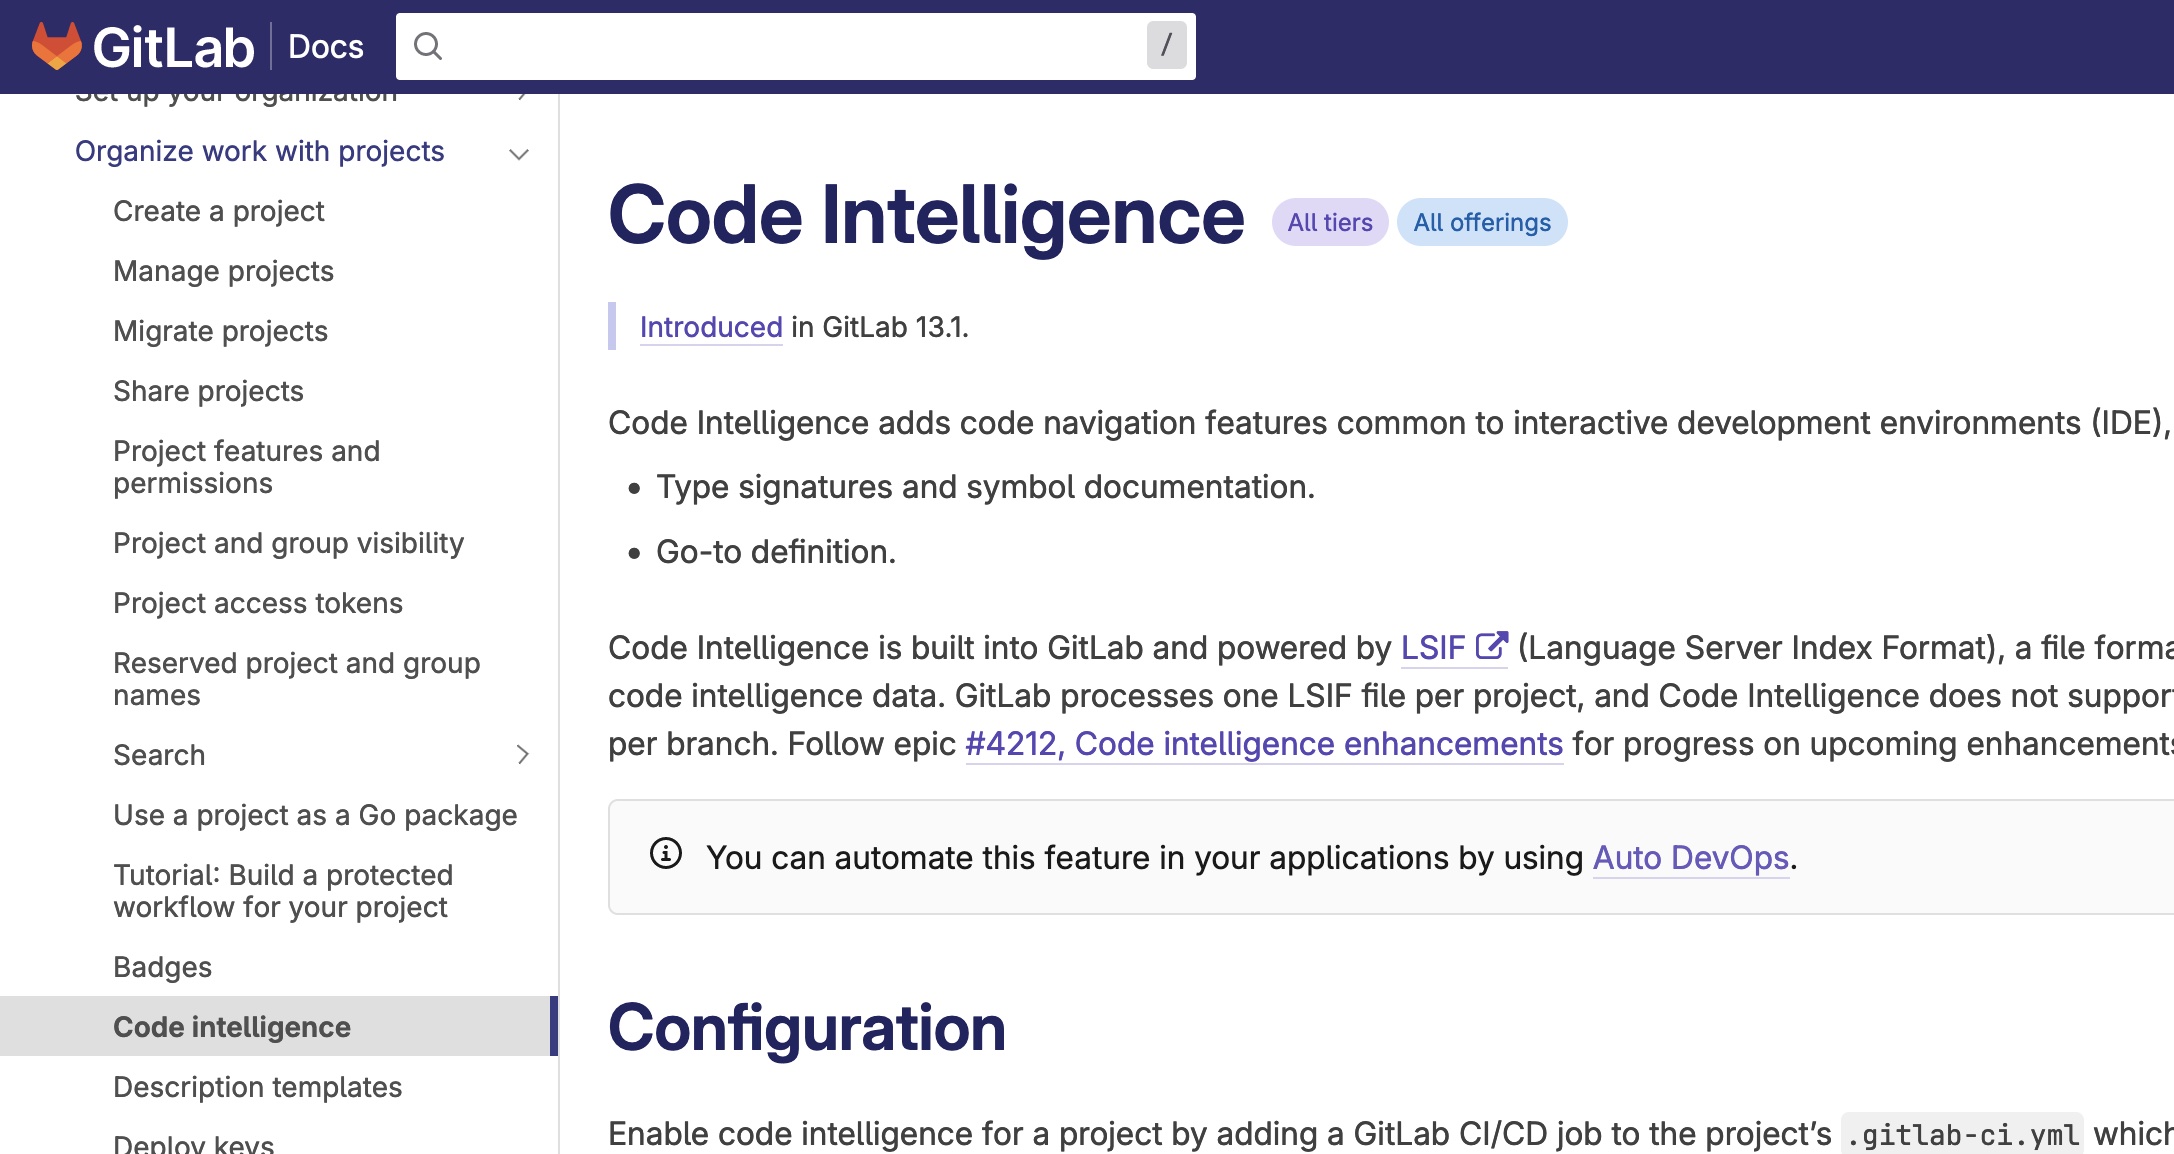 GitLab Docs /
Set up your organization
Organize work with projects
Create a project
Manage projects
Migrate projects
Share projects
Project features and
permissions
Project and group visibility
Project access tokens
Reserved project and group
names
Search
Use a project as a Go package
Tutorial: Build a protected
workflow for your project
Badges
Code intelligence
Description templates
Deploy keys
Code Intelligence All tiers All offerings
Introduced in GitLab 13.1.
Code Intelligence adds code navigation features common to interactive development environments (IDE),
• Type signatures and symbol documentation.
• Go-to definition.
Code Intelligence is built into GitLab and powered by LSIF (Language Server Index Format), a file
code intelligence data. GitLab processes one LSIF file per project, and Code Intelligence does not
per branch. Follow epic #4212, Code intelligence enhancements for progress on upcoming
You can automate this feature in your applications by using Auto DevOps.
Configuration
Enable code intelligence for a project by adding a GitLab CI/CD job to the project's .gitlab-ci.yml which